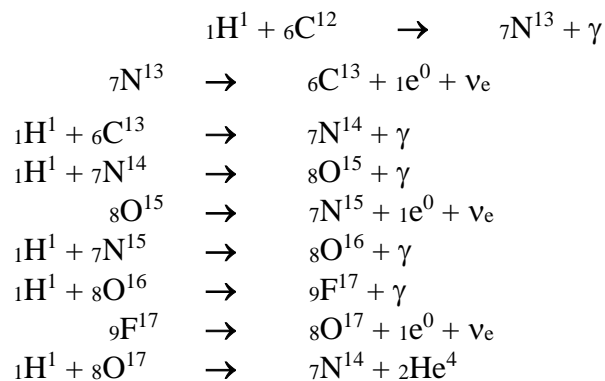 ₁H¹ + ₆C¹² → ₇N¹³ + γ
₇N¹³ → ₆C¹³ + ₁e⁰ + νₑ
₁H¹ + ₆C¹³ → ₇N¹⁴ + γ
₁H¹ + ₇N¹⁴ → ₈O¹⁵ + γ
₈O¹⁵ → ₇N¹⁵ + ₁e⁰ + νₑ
₁H¹ + ₇N¹⁵ → ₈O¹⁶ + γ
₁H¹ + ₈O¹⁶ → ₉F¹⁷ + γ
₉F¹⁷ → ₈O¹⁷ + ₁e⁰ + νₑ
₁H¹ + ₈O¹⁷ → ₇N¹⁴ + ₂He⁴